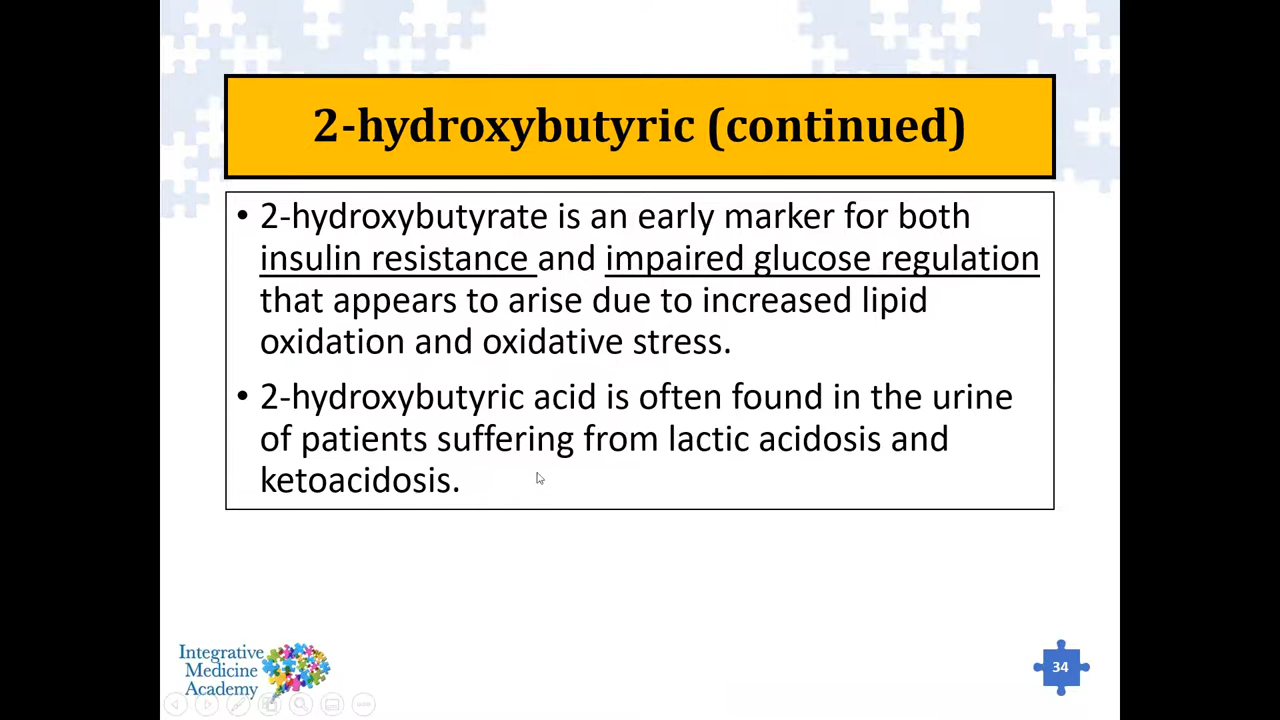 2-hydroxybutyric (continued)
• 2-hydroxybutyrate is an early marker for both
insulin resistance and impaired glucose regulation
that appears to arise due to increased lipid
oxidation and oxidative stress.
• 2-hydroxybutyric acid is often found in the urine
of patients suffering from lactic acidosis and
ketoacidosis.
Integrative
Medicine
Academy
34